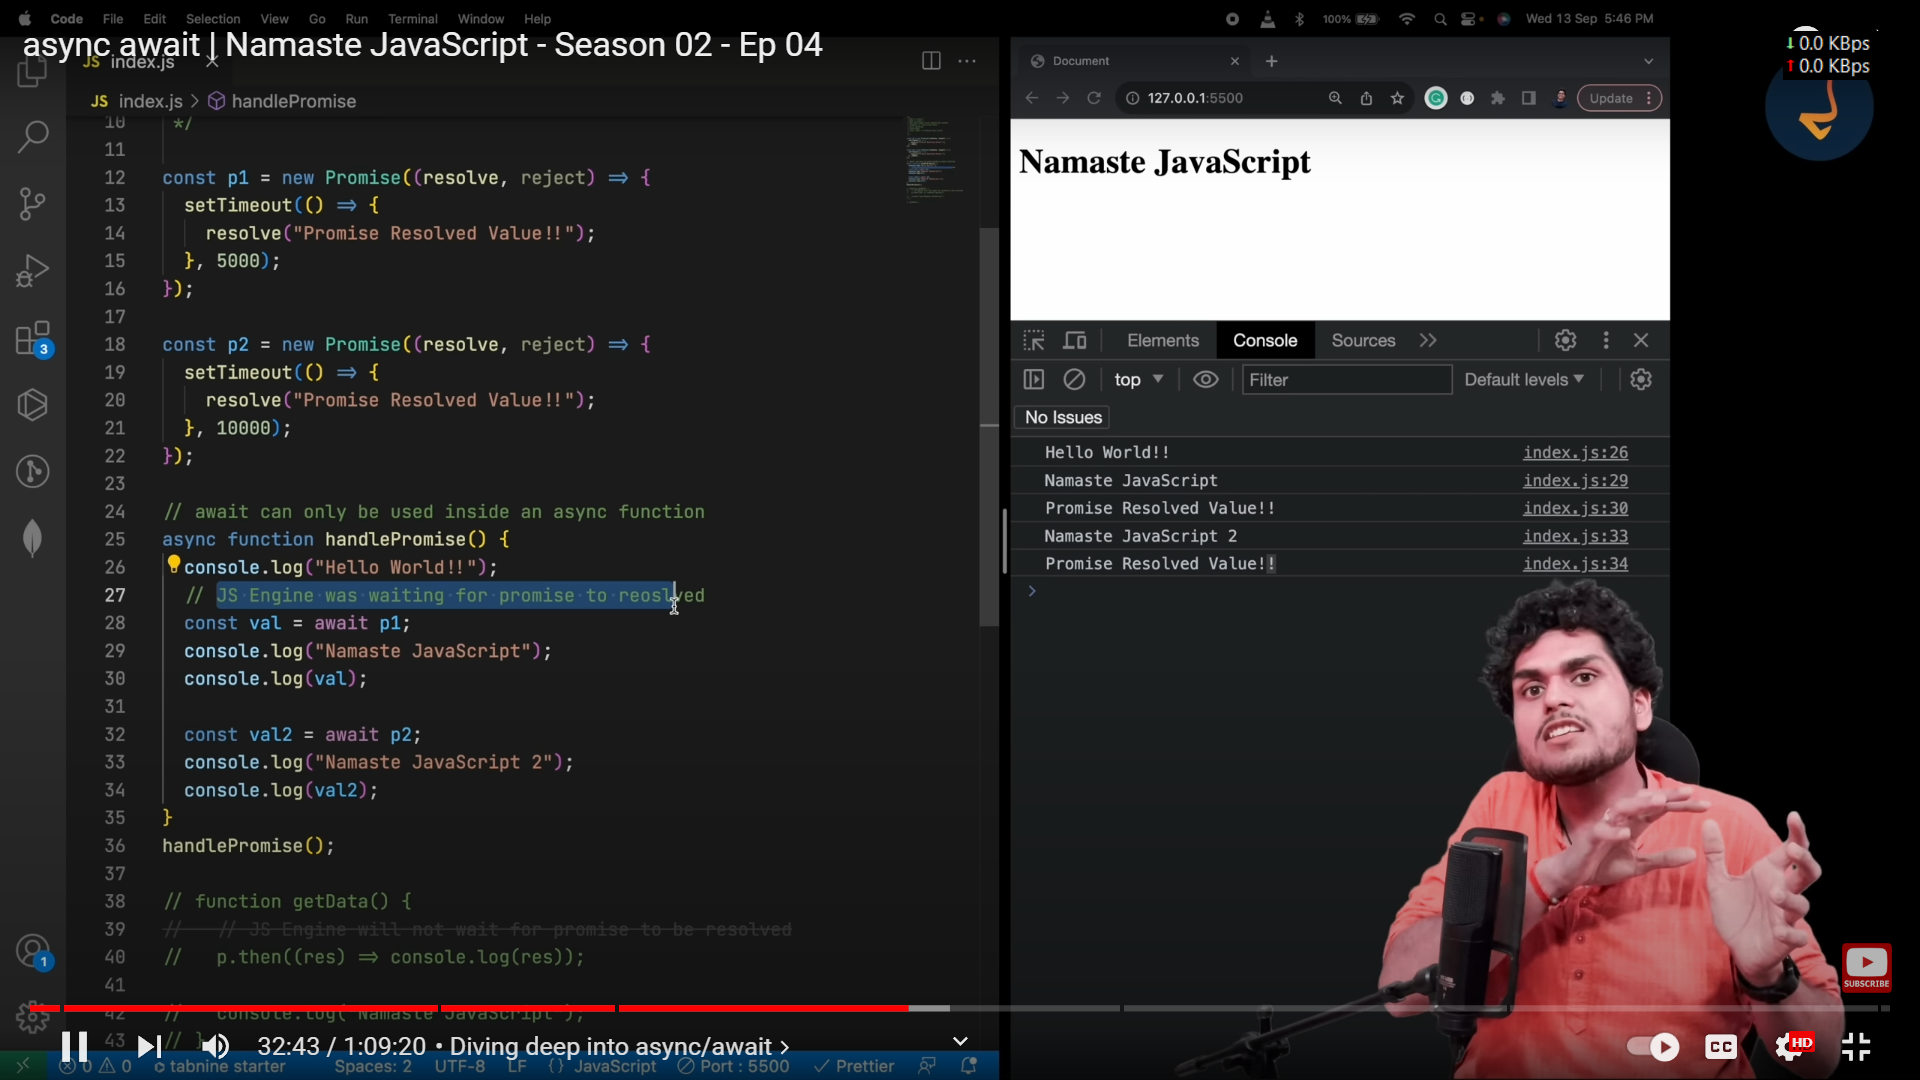 Code File Edit Selection View Go Run Terminal Window Help 100% Wed 13 Sep 5:46 PM
async await | Namaste JavaScript - Season 02 - Ep 04
↓ 0.0 KBps
↑ 0.0 KBps
JS index.js ×
JS index.js > handlePromise
10 */
11
12 const p1 = new Promise((resolve, reject) => {
13 setTimeout(() => {
14 resolve("Promise Resolved Value!!");
15 }, 5000);
16 });
17
18 const p2 = new Promise((resolve, reject) => {
19 setTimeout(() => {
20 resolve("Promise Resolved Value!!");
21 }, 10000);
22 });
23
24 // await can only be used inside an async function
25 async function handlePromise() {
26 console.log("Hello World!!");
27 // JS Engine was waiting for promise to reoslved
28 const val = await p1;
29 console.log("Namaste JavaScript");
30 console.log(val);
31
32 const val2 = await p2;
33 console.log("Namaste JavaScript 2");
34 console.log(val2);
35 }
36 handlePromise();
37
38 // function getData() {
39 // // JS Engine will not wait for promise to be resolved
40 // p.then((res) => console.log(res));
41
42 // console.log("Namaste JavaScript");
43 // }
3
1
Document
127.0.0.1:5500
Update
Namaste JavaScript
Elements Console Sources
top Filter Default levels
No Issues
Hello World!! index.js:26
Namaste JavaScript index.js:29
Promise Resolved Value!! index.js:30
Namaste JavaScript 2 index.js:33
Promise Resolved Value!! index.js:34
SUBSCRIBE
32:43 / 1:09:20 • Diving deep into async/await >
CC HD
0 0 tabnine starter Spaces: 2 UTF-8 LF {} JavaScript Port : 5500 Prettier